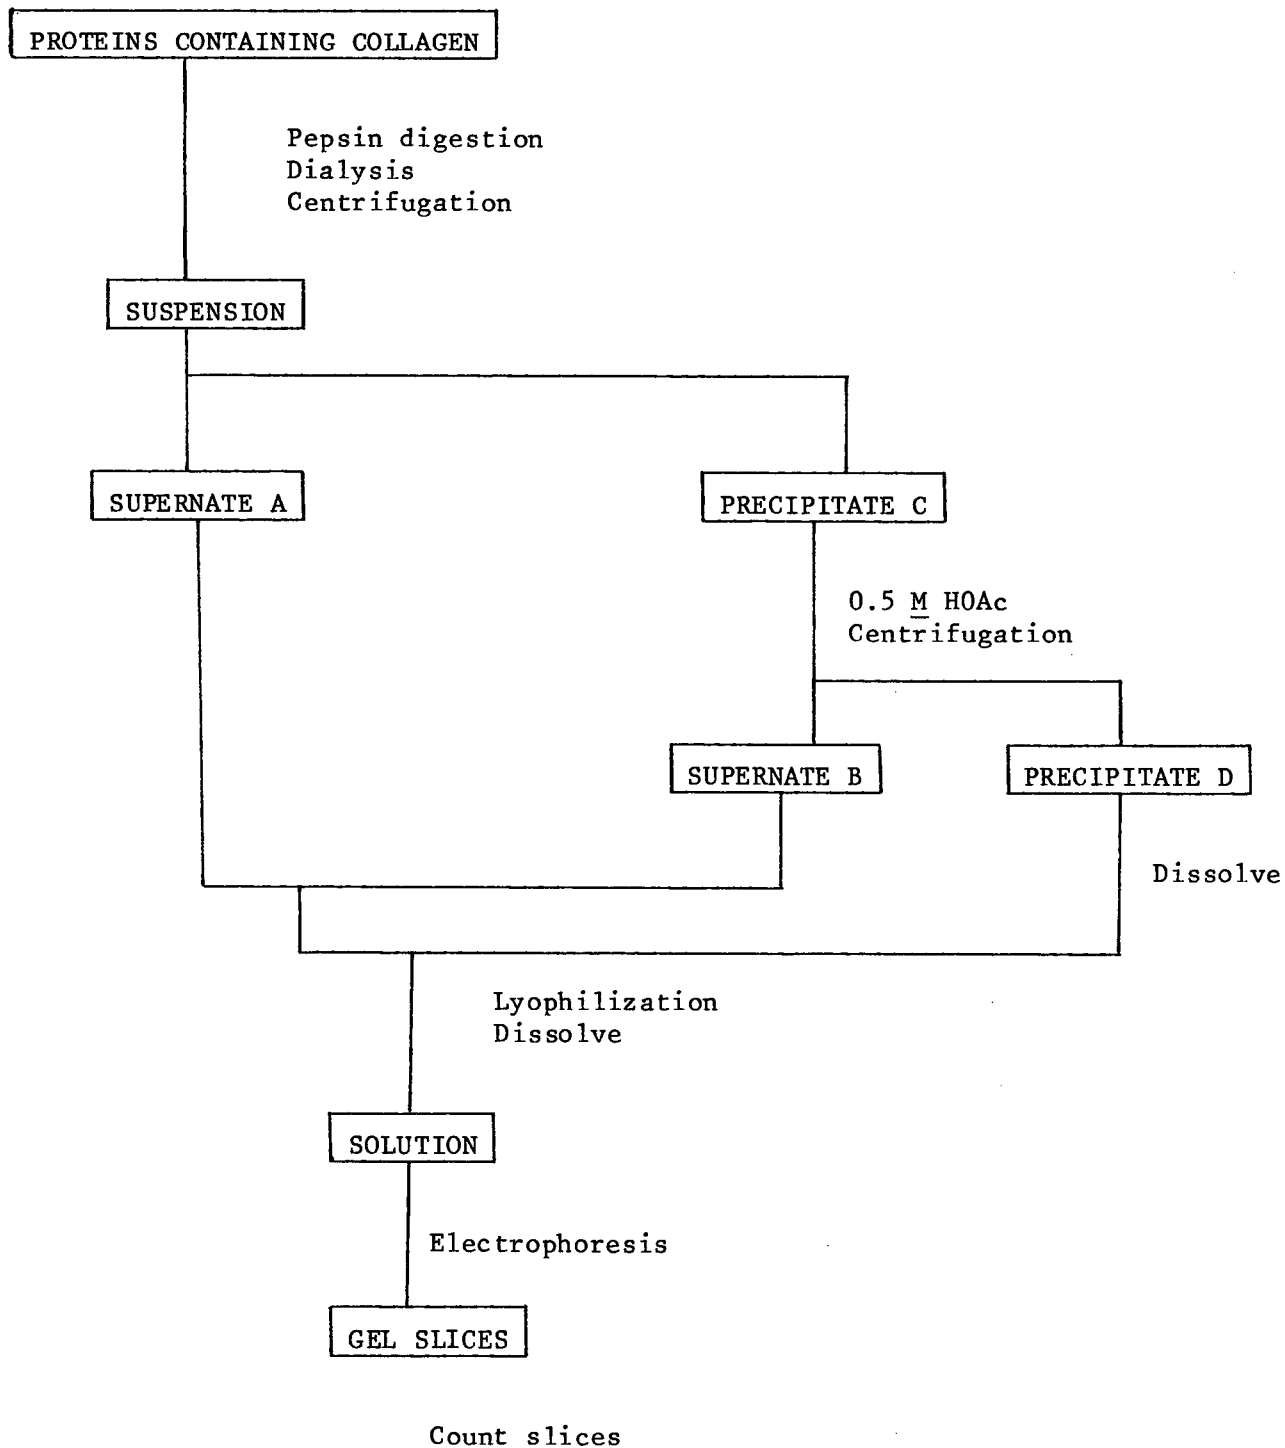 PROTEINS CONTAINING COLLAGEN
Pepsin digestion
Dialysis
Centrifugation
SUSPENSION
SUPERNATE A
PRECIPITATE C
0.5 M HOAc
Centrifugation
SUPERNATE B
PRECIPITATE D
Dissolve
Lyophilization
Dissolve
SOLUTION
Electrophoresis
GEL SLICES
Count slices